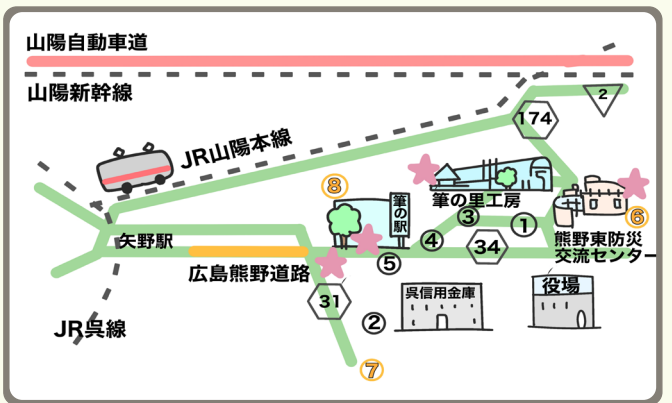 山陽自動車道
山陽新幹線
2
174
JR山陽本線
⑧
筆の駅
筆の里工房
⑥
③
①
矢野駅
④
34
熊野東防災
交流センター
⑤
広島熊野道路
31
呉信用金庫
役場
②
JR呉線
⑦